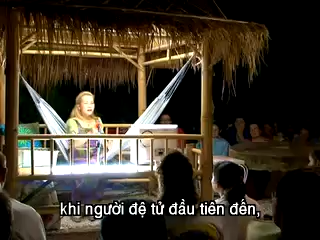 khi người đệ tử đầu tiên đến,